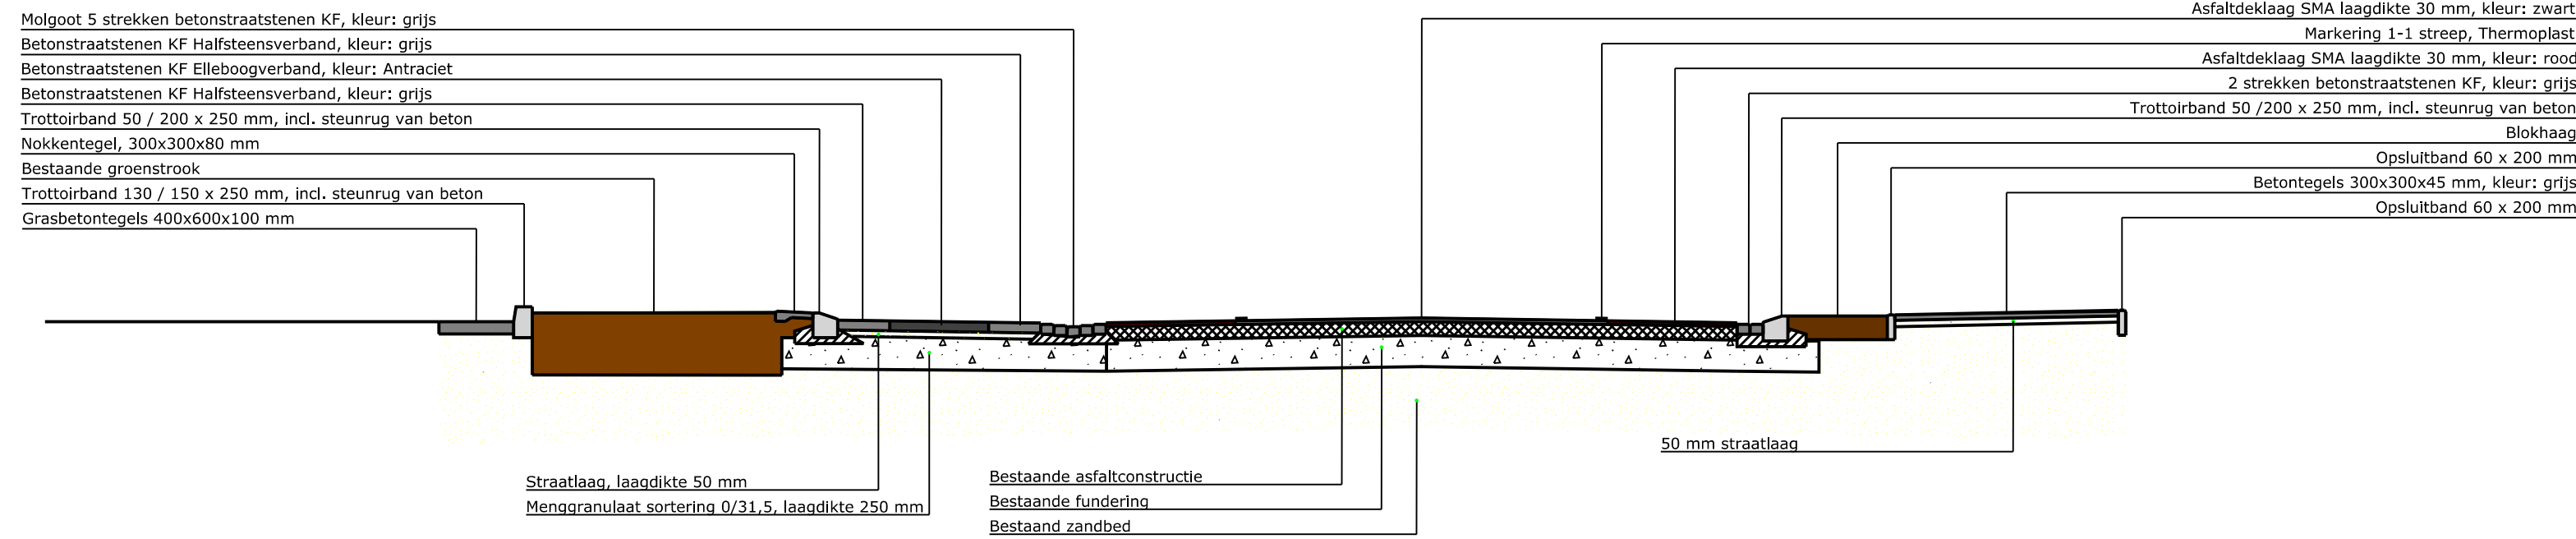 Molgoot 5 strekken betonstraatstenen KF, kleur: grijs
Betonstraatstenen KF Halfsteensverband, kleur: grijs
Betonstraatstenen KF Elleboogverband, kleur: Antraciet
Betonstraatstenen KF Halfsteensverband, kleur: grijs
Trottoirband 50 / 200 x 250 mm, incl. steunrug van beton
Nokkentegel, 300x300x80 mm
Bestaande groenstrook
Trottoirband 130 / 150 x 250 mm, incl. steunrug van beton
Grasbetontegels 400x600x100 mm
Asfaltdeklaag SMA laagdikte 30 mm, kleur: zwart
Markering 1-1 streep, Thermoplast
Asfaltdeklaag SMA laagdikte 30 mm, kleur: rood
2 strekken betonstraatstenen KF, kleur: grijs
Trottoirband 50 /200 x 250 mm, incl. steunrug van beton
Blokhaag
Opsluitband 60 x 200 mm
Betontegels 300x300x45 mm, kleur: grijs
Opsluitband 60 x 200 mm
Straatlaag, laagdikte 50 mm
Menggranulaat sortering 0/31,5, laagdikte 250 mm
Bestaande asfaltconstructie
Bestaande fundering
Bestaand zandbed
50 mm straatlaag